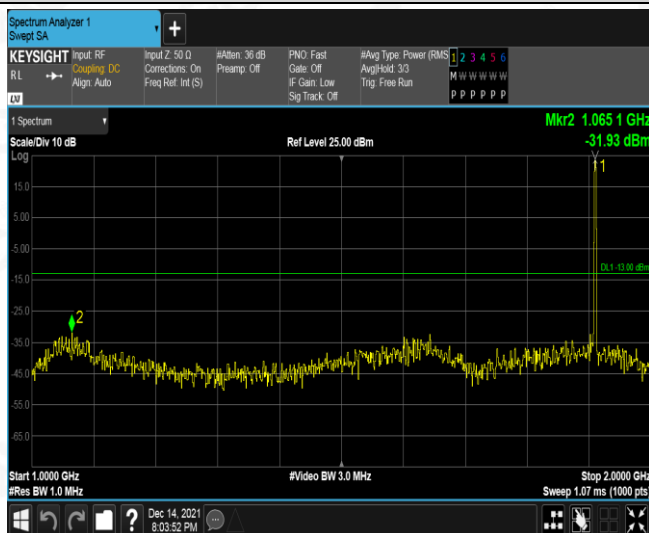 Spectrum Analyzer 1
Swept SA
+
KEYSIGHT Input: RF Input Z: 50 Ω #Atten: 36 dB PNO: Fast #Avg Type: Power (RMS 1 2 3 4 5 6
RL Coupling: DC Corrections: On Preamp: Off Gate: Off Avg|Hold: 3/3 M W W W W W
Align: Auto Freq Ref: Int (S) IF Gain: Low Trig: Free Run P P P P P P
LXI Sig Track: Off
1 Spectrum Mkr2 1.065 1 GHz
Scale/Div 10 dB Ref Level 25.00 dBm -31.93 dBm
Log
1
15.0
5.00
-5.00
DL1 -13.00 dBm
-15.0
-25.0
2
-35.0
-45.0
-55.0
-65.0
Start 1.0000 GHz #Video BW 3.0 MHz Stop 2.0000 GHz
#Res BW 1.0 MHz Sweep 1.07 ms (1000 pts)
? Dec 14, 2021
8:03:52 PM